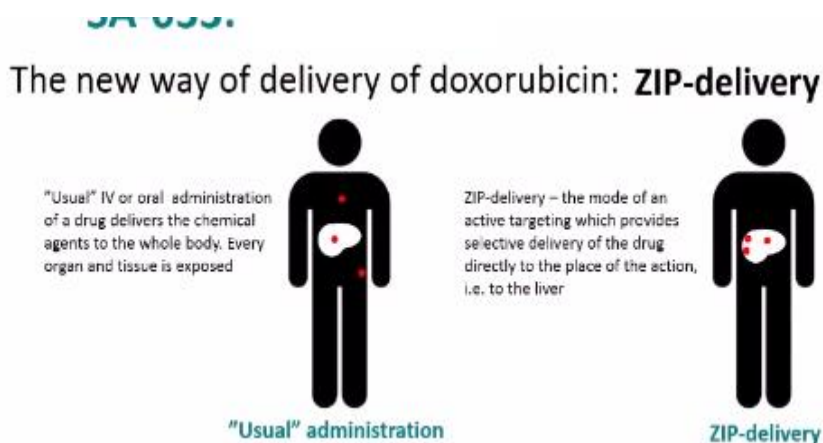 The new way of delivery of doxorubicin: ZIP-delivery
"Usual" IV or oral administration
of a drug delivers the chemical
agents to the whole body. Every
organ and tissue is exposed
ZIP-delivery – the mode of an
active targeting which provides
selective delivery of the drug
directly to the place of the action,
i.e. to the liver
"Usual" administration
ZIP-delivery